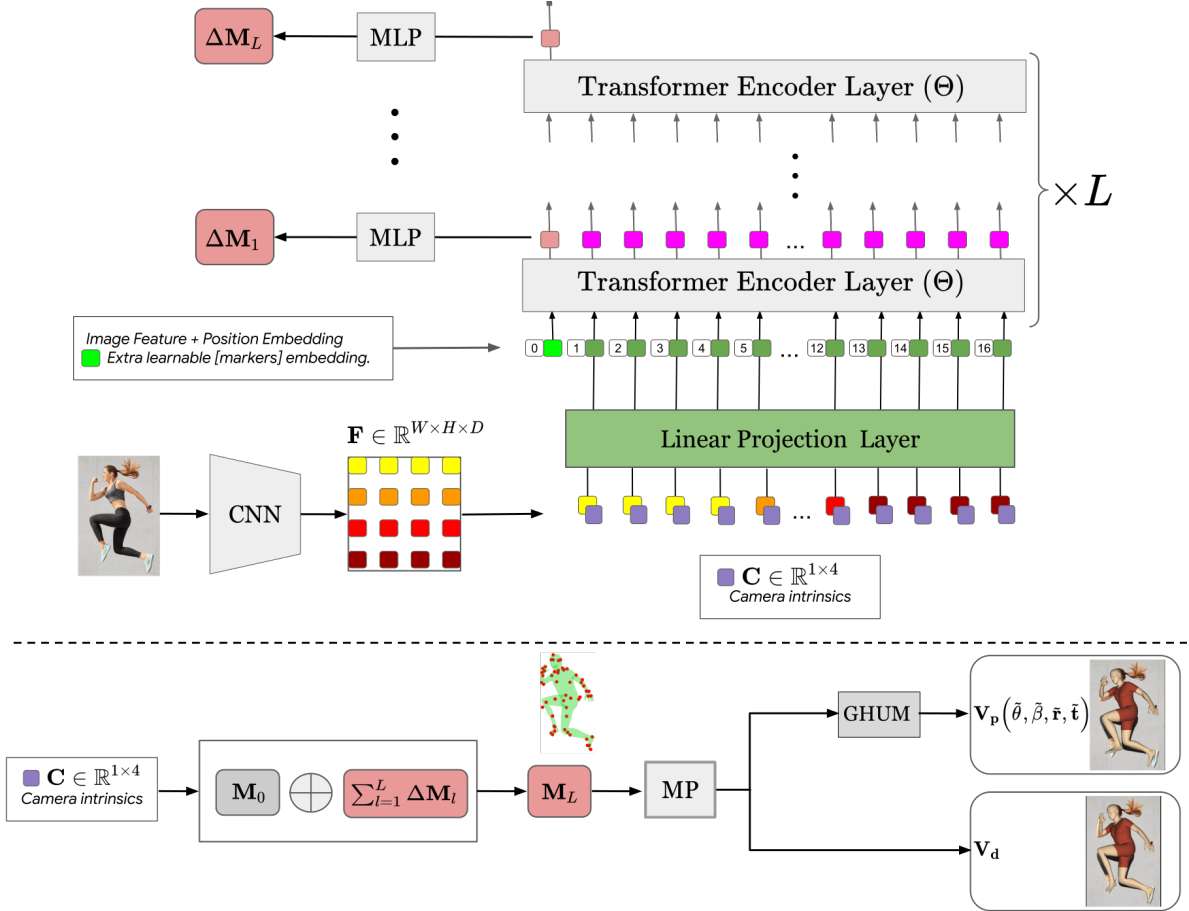 ΔM_L
MLP
Transformer Encoder Layer (Θ)
× L
ΔM_1
MLP
...
Transformer Encoder Layer (Θ)
Image Feature + Position Embedding
Extra learnable [markers] embedding.
0 1 2 3 4 5 ... 12 13 14 15 16
Linear Projection Layer
F ∈ ℝ^{W×H×D}
CNN
...
C ∈ ℝ^{1×4}
Camera intrinsics
C ∈ ℝ^{1×4}
Camera intrinsics
M_0 ⊕ ∑_{l=1}^{L} ΔM_l
M_L
MP
GHUM
V_p(θ̃, β̃, r̃, t̃)
V_d